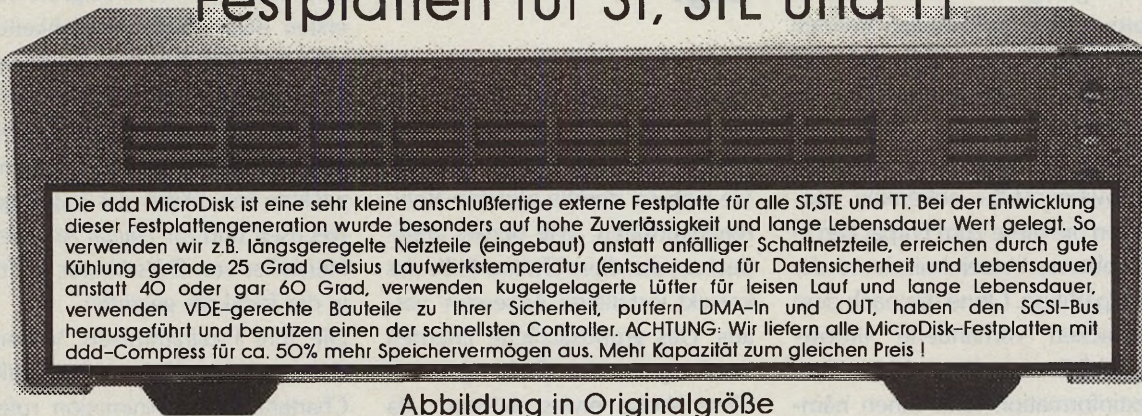 Festplatten für ST, STE und TT
Die ddd MicroDisk ist eine sehr kleine anschlußfertige externe Festplatte für alle ST,STE und TT. Bei der Entwicklung
dieser Festplattengeneration wurde besonders auf hohe Zuverlässigkeit und lange Lebensdauer Wert gelegt. So
verwenden wir z.B. längsgeregelte Netzteile (eingebaut) anstatt anfälliger Schaltnetzteile, erreichen durch gute
Kühlung gerade 25 Grad Celsius Laufwerkstemperatur (entscheidend für Datensicherheit und Lebensdauer)
anstatt 40 oder gar 60 Grad, verwenden kugelgelagerte Lüfter für leisen Lauf und lange Lebensdauer,
verwenden VDE-gerechte Bauteile zu Ihrer Sicherheit, puffern DMA-In und OUT, haben den SCSI-Bus
herausgeführt und benutzen einen der schnellsten Controller. ACHTUNG: Wir liefern alle MicroDisk-Festplatten mit
ddd-Compress für ca. 50% mehr Speichervermögen aus. Mehr Kapazität zum gleichen Preis !
Abbildung in Originalgröße